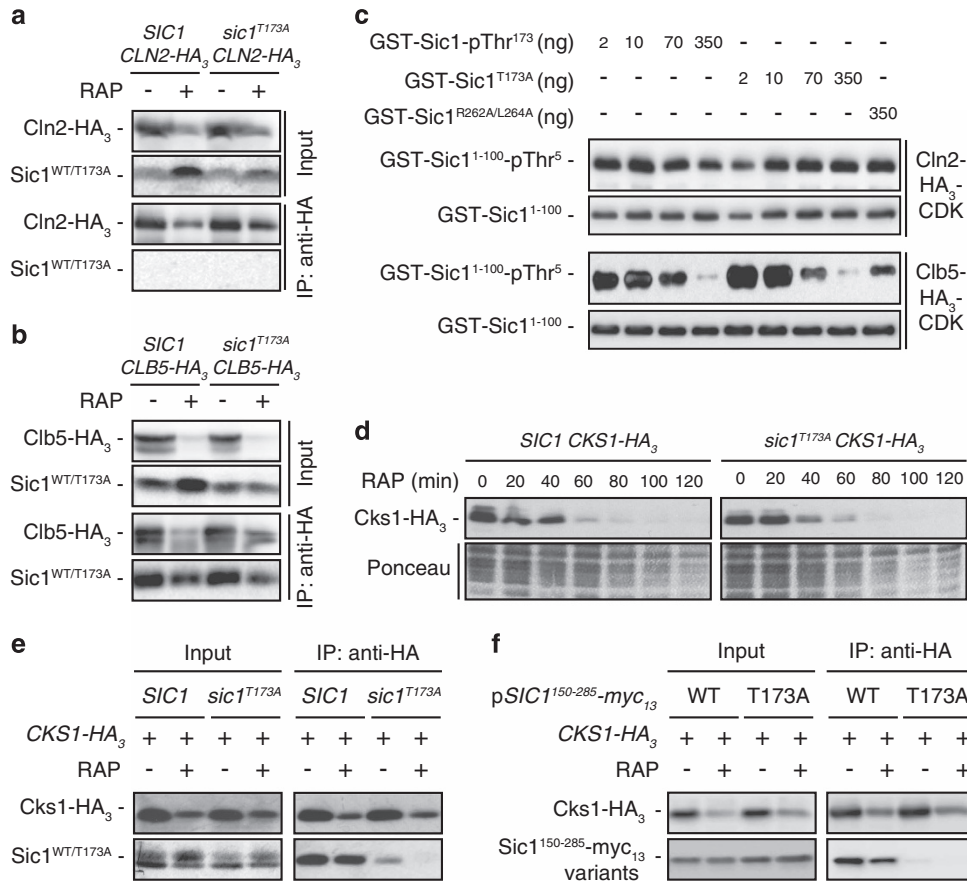 a
SIC1 sic1T173A
CLN2-HA3 CLN2-HA3
RAP - + - +
Cln2-HA3 -
Sic1WT/T173A -
Input
Cln2-HA3 -
Sic1WT/T173A -
IP: anti-HA
b
SIC1 sic1T173A
CLB5-HA3 CLB5-HA3
RAP - + - +
Clb5-HA3 -
Sic1WT/T173A -
Input
Clb5-HA3 -
Sic1WT/T173A -
IP: anti-HA
c
GST-Sic1-pThr173 (ng) 2 10 70 350 - - - - -
GST-Sic1T173A (ng) - - - - 2 10 70 350 -
GST-Sic1R262A/L264A (ng) - - - - - - - - 350
GST-Sic11-100-pThr5 -
GST-Sic11-100 -
Cln2-
HA3-
CDK
GST-Sic11-100-pThr5 -
GST-Sic11-100 -
Clb5-
HA3-
CDK
d
SIC1 CKS1-HA3 sic1T173A CKS1-HA3
RAP (min) 0 20 40 60 80 100 120 0 20 40 60 80 100 120
Cks1-HA3 -
Ponceau
e
Input IP: anti-HA
SIC1 sic1T173A SIC1 sic1T173A
CKS1-HA3 + + + + + + + +
RAP - + - + - + - +
Cks1-HA3 -
Sic1WT/T173A -
f
Input IP: anti-HA
pSIC1150-285-myc13 WT T173A WT T173A
CKS1-HA3 + + + + + + + +
RAP - + - + - + - +
Cks1-HA3 -
Sic1150-285-myc13 -
variants